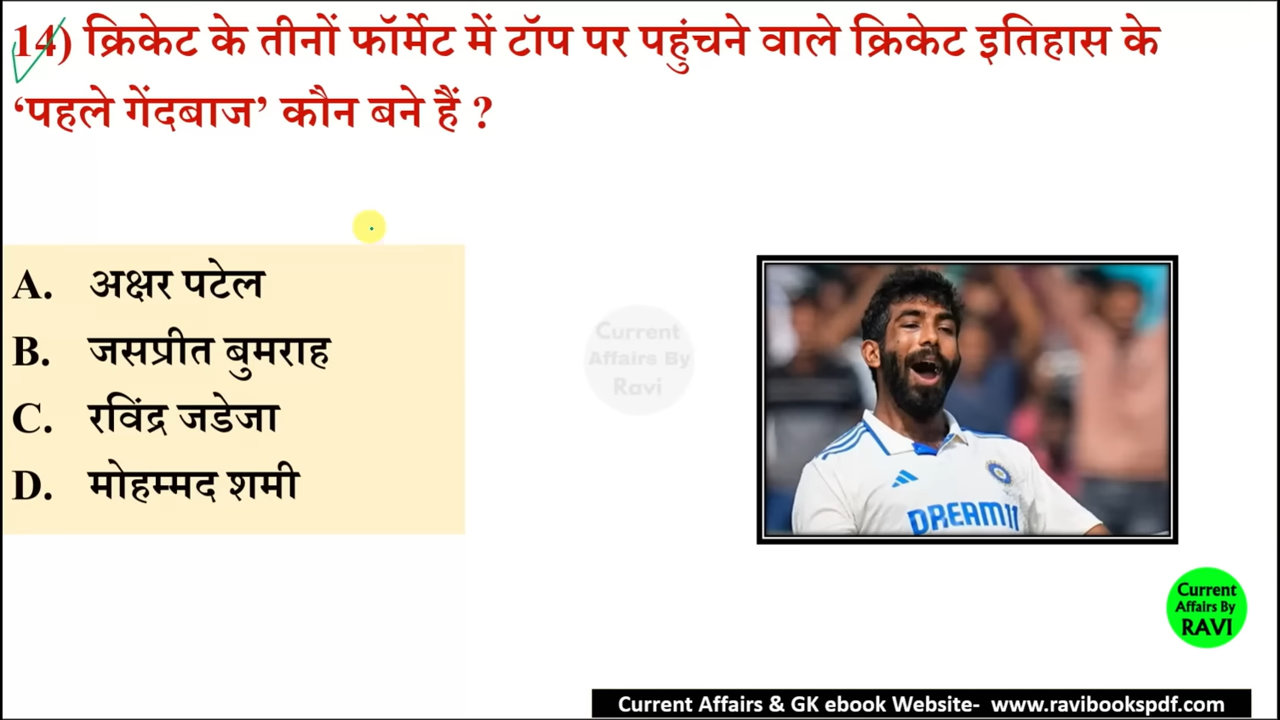 14) क्रिकेट के तीनों फॉर्मेट में टॉप पर पहुंचने वाले क्रिकेट इतिहास के
‘पहले गेंदबाज’ कौन बने हैं ?
A. अक्षर पटेल
B. जसप्रीत बुमराह
C. रविंद्र जडेजा
D. मोहम्मद शमी
Current
Affairs By
Ravi
DREAM11
Current
Affairs By
RAVI
Current Affairs & GK ebook Website- www.ravibookspdf.com